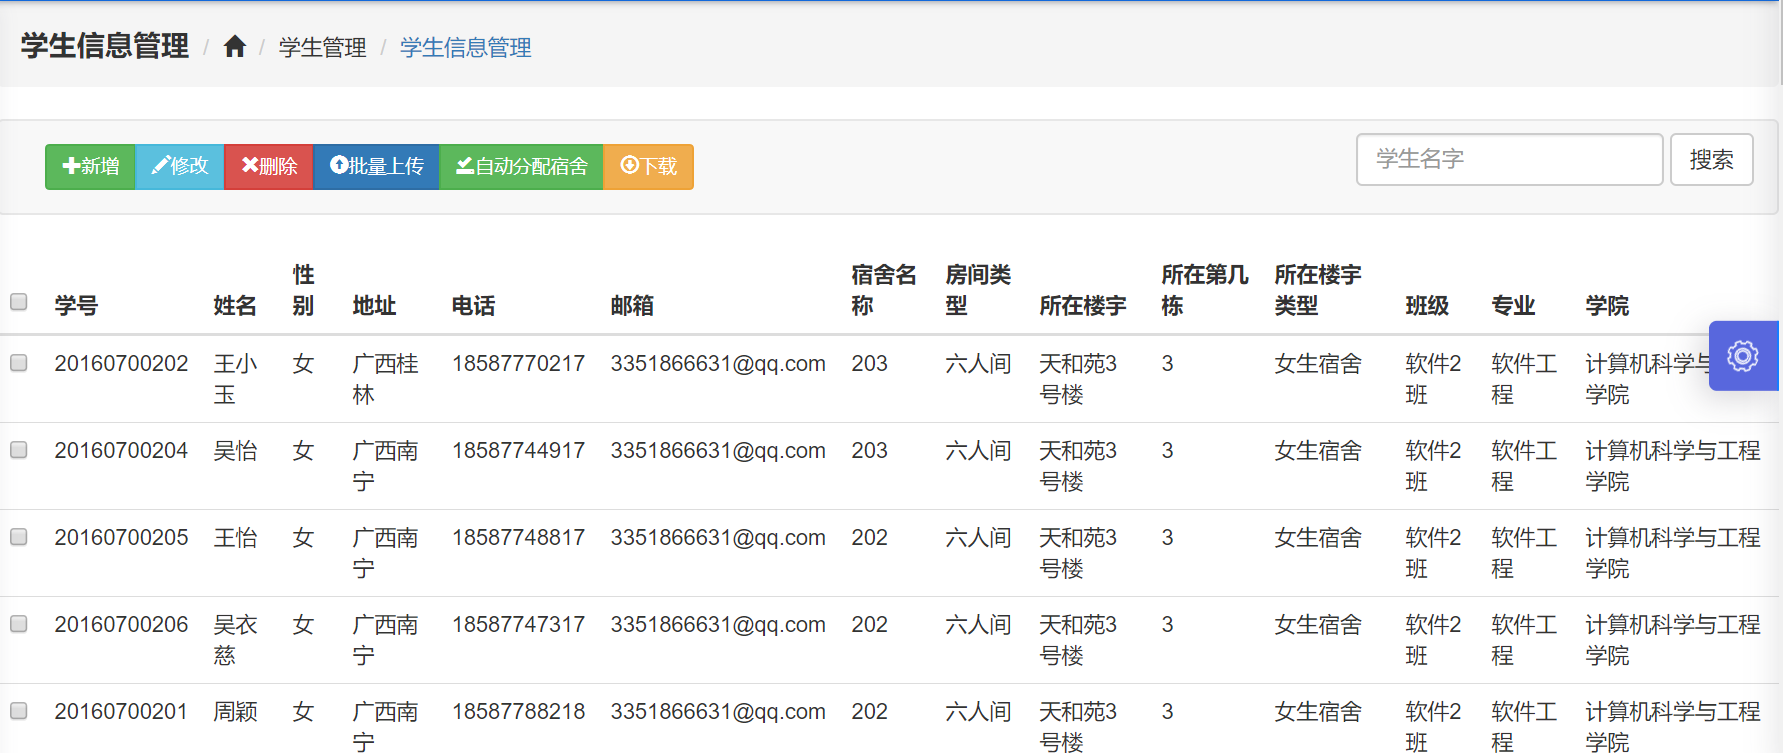 学生信息管理 / / 学生管理 / 学生信息管理
新增 修改 删除 批量上传 自动分配宿舍 下载 学生名字 搜索
学号 姓名 性别 地址 电话 邮箱 宿舍名称 房间类型 所在楼宇 所在第几栋 所在楼宇类型 班级 专业 学院
20160700202 王小玉 女 广西桂林 18587770217 3351866631@qq.com 203 六人间 天和苑3号楼 3 女生宿舍 软件2班 软件工程 计算机科学与学院
20160700204 吴怡 女 广西南宁 18587744917 3351866631@qq.com 203 六人间 天和苑3号楼 3 女生宿舍 软件2班 软件工程 计算机科学与工程学院
20160700205 王怡 女 广西南宁 18587748817 3351866631@qq.com 202 六人间 天和苑3号楼 3 女生宿舍 软件2班 软件工程 计算机科学与工程学院
20160700206 吴衣慈 女 广西南宁 18587747317 3351866631@qq.com 202 六人间 天和苑3号楼 3 女生宿舍 软件2班 软件工程 计算机科学与工程学院
20160700201 周颖 女 广西南宁 18587788218 3351866631@qq.com 202 六人间 天和苑3号楼 3 女生宿舍 软件2班 软件工程 计算机科学与工程学院